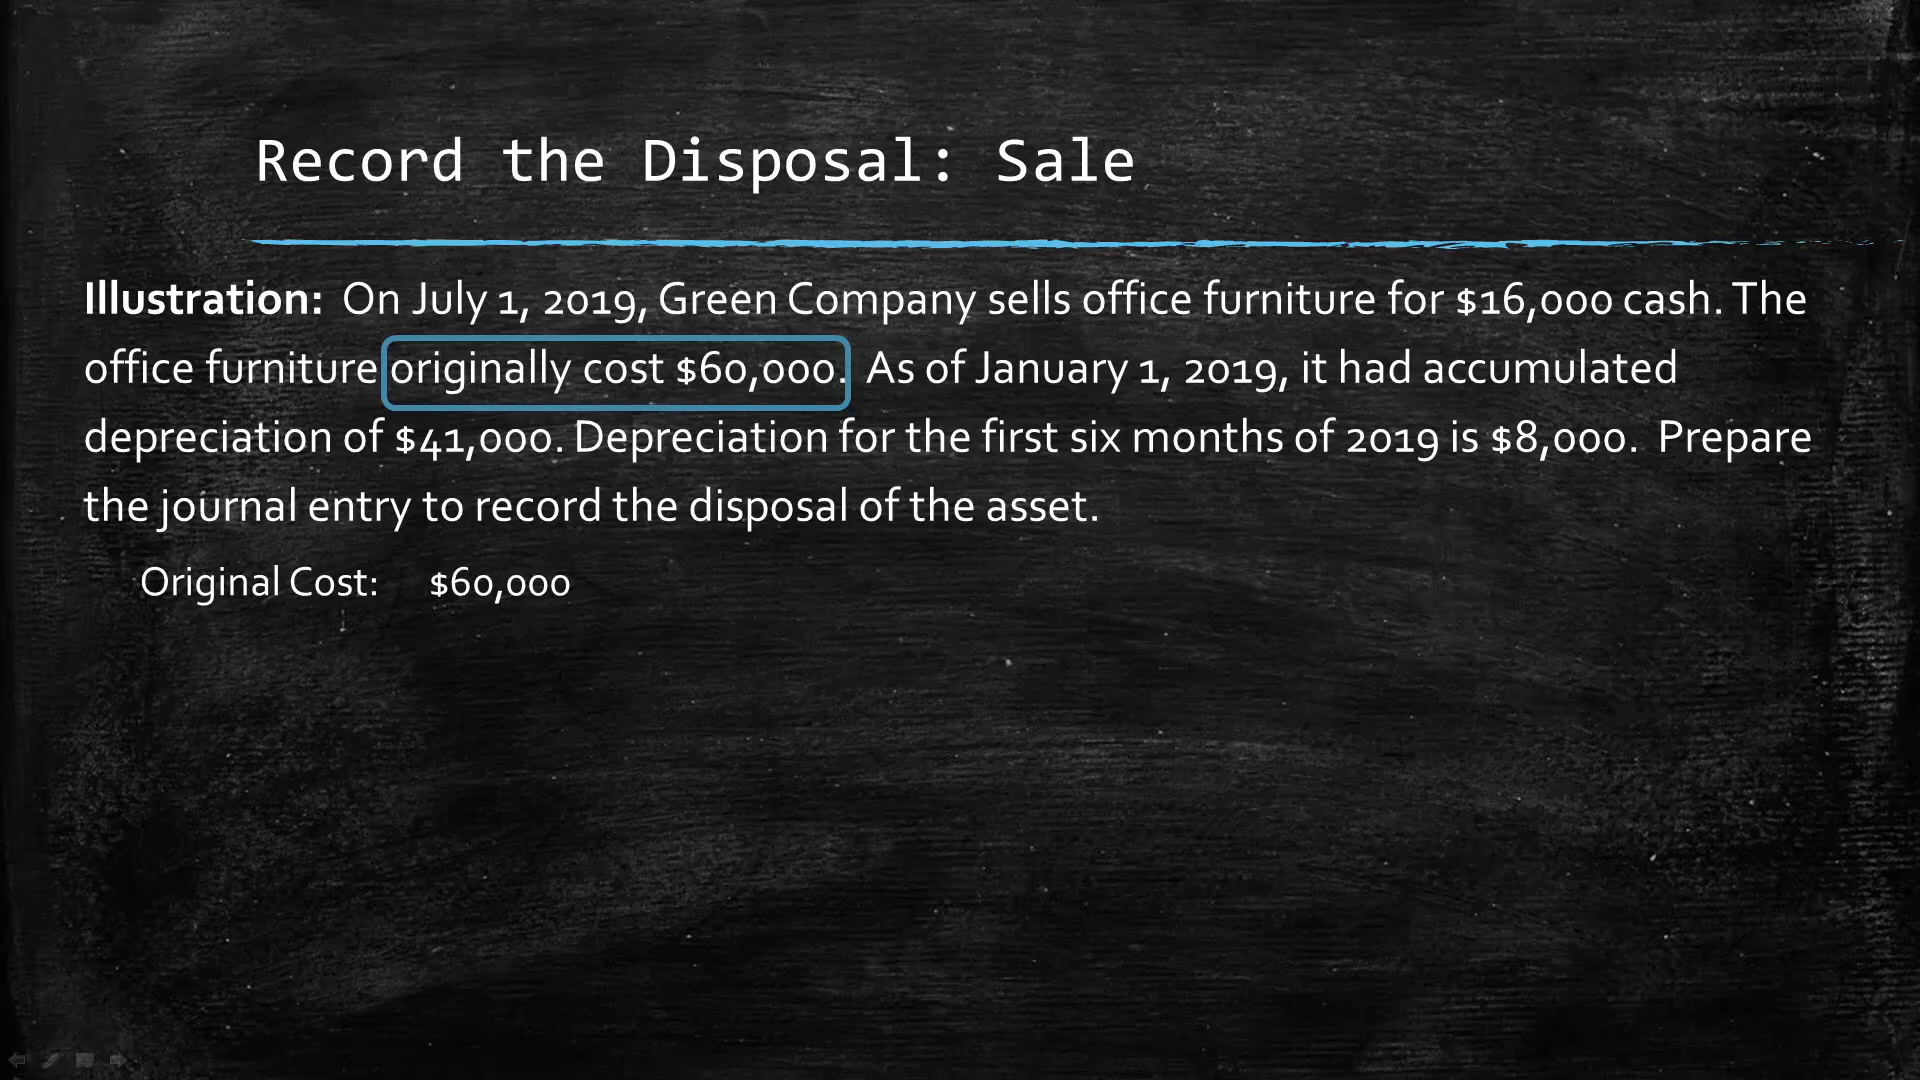 Record the Disposal: Sale
Illustration: On July 1, 2019, Green Company sells office furniture for $16,000 cash. The
office furniture originally cost $60,000. As of January 1, 2019, it had accumulated
depreciation of $41,000. Depreciation for the first six months of 2019 is $8,000. Prepare
the journal entry to record the disposal of the asset.
Original Cost: $60,000